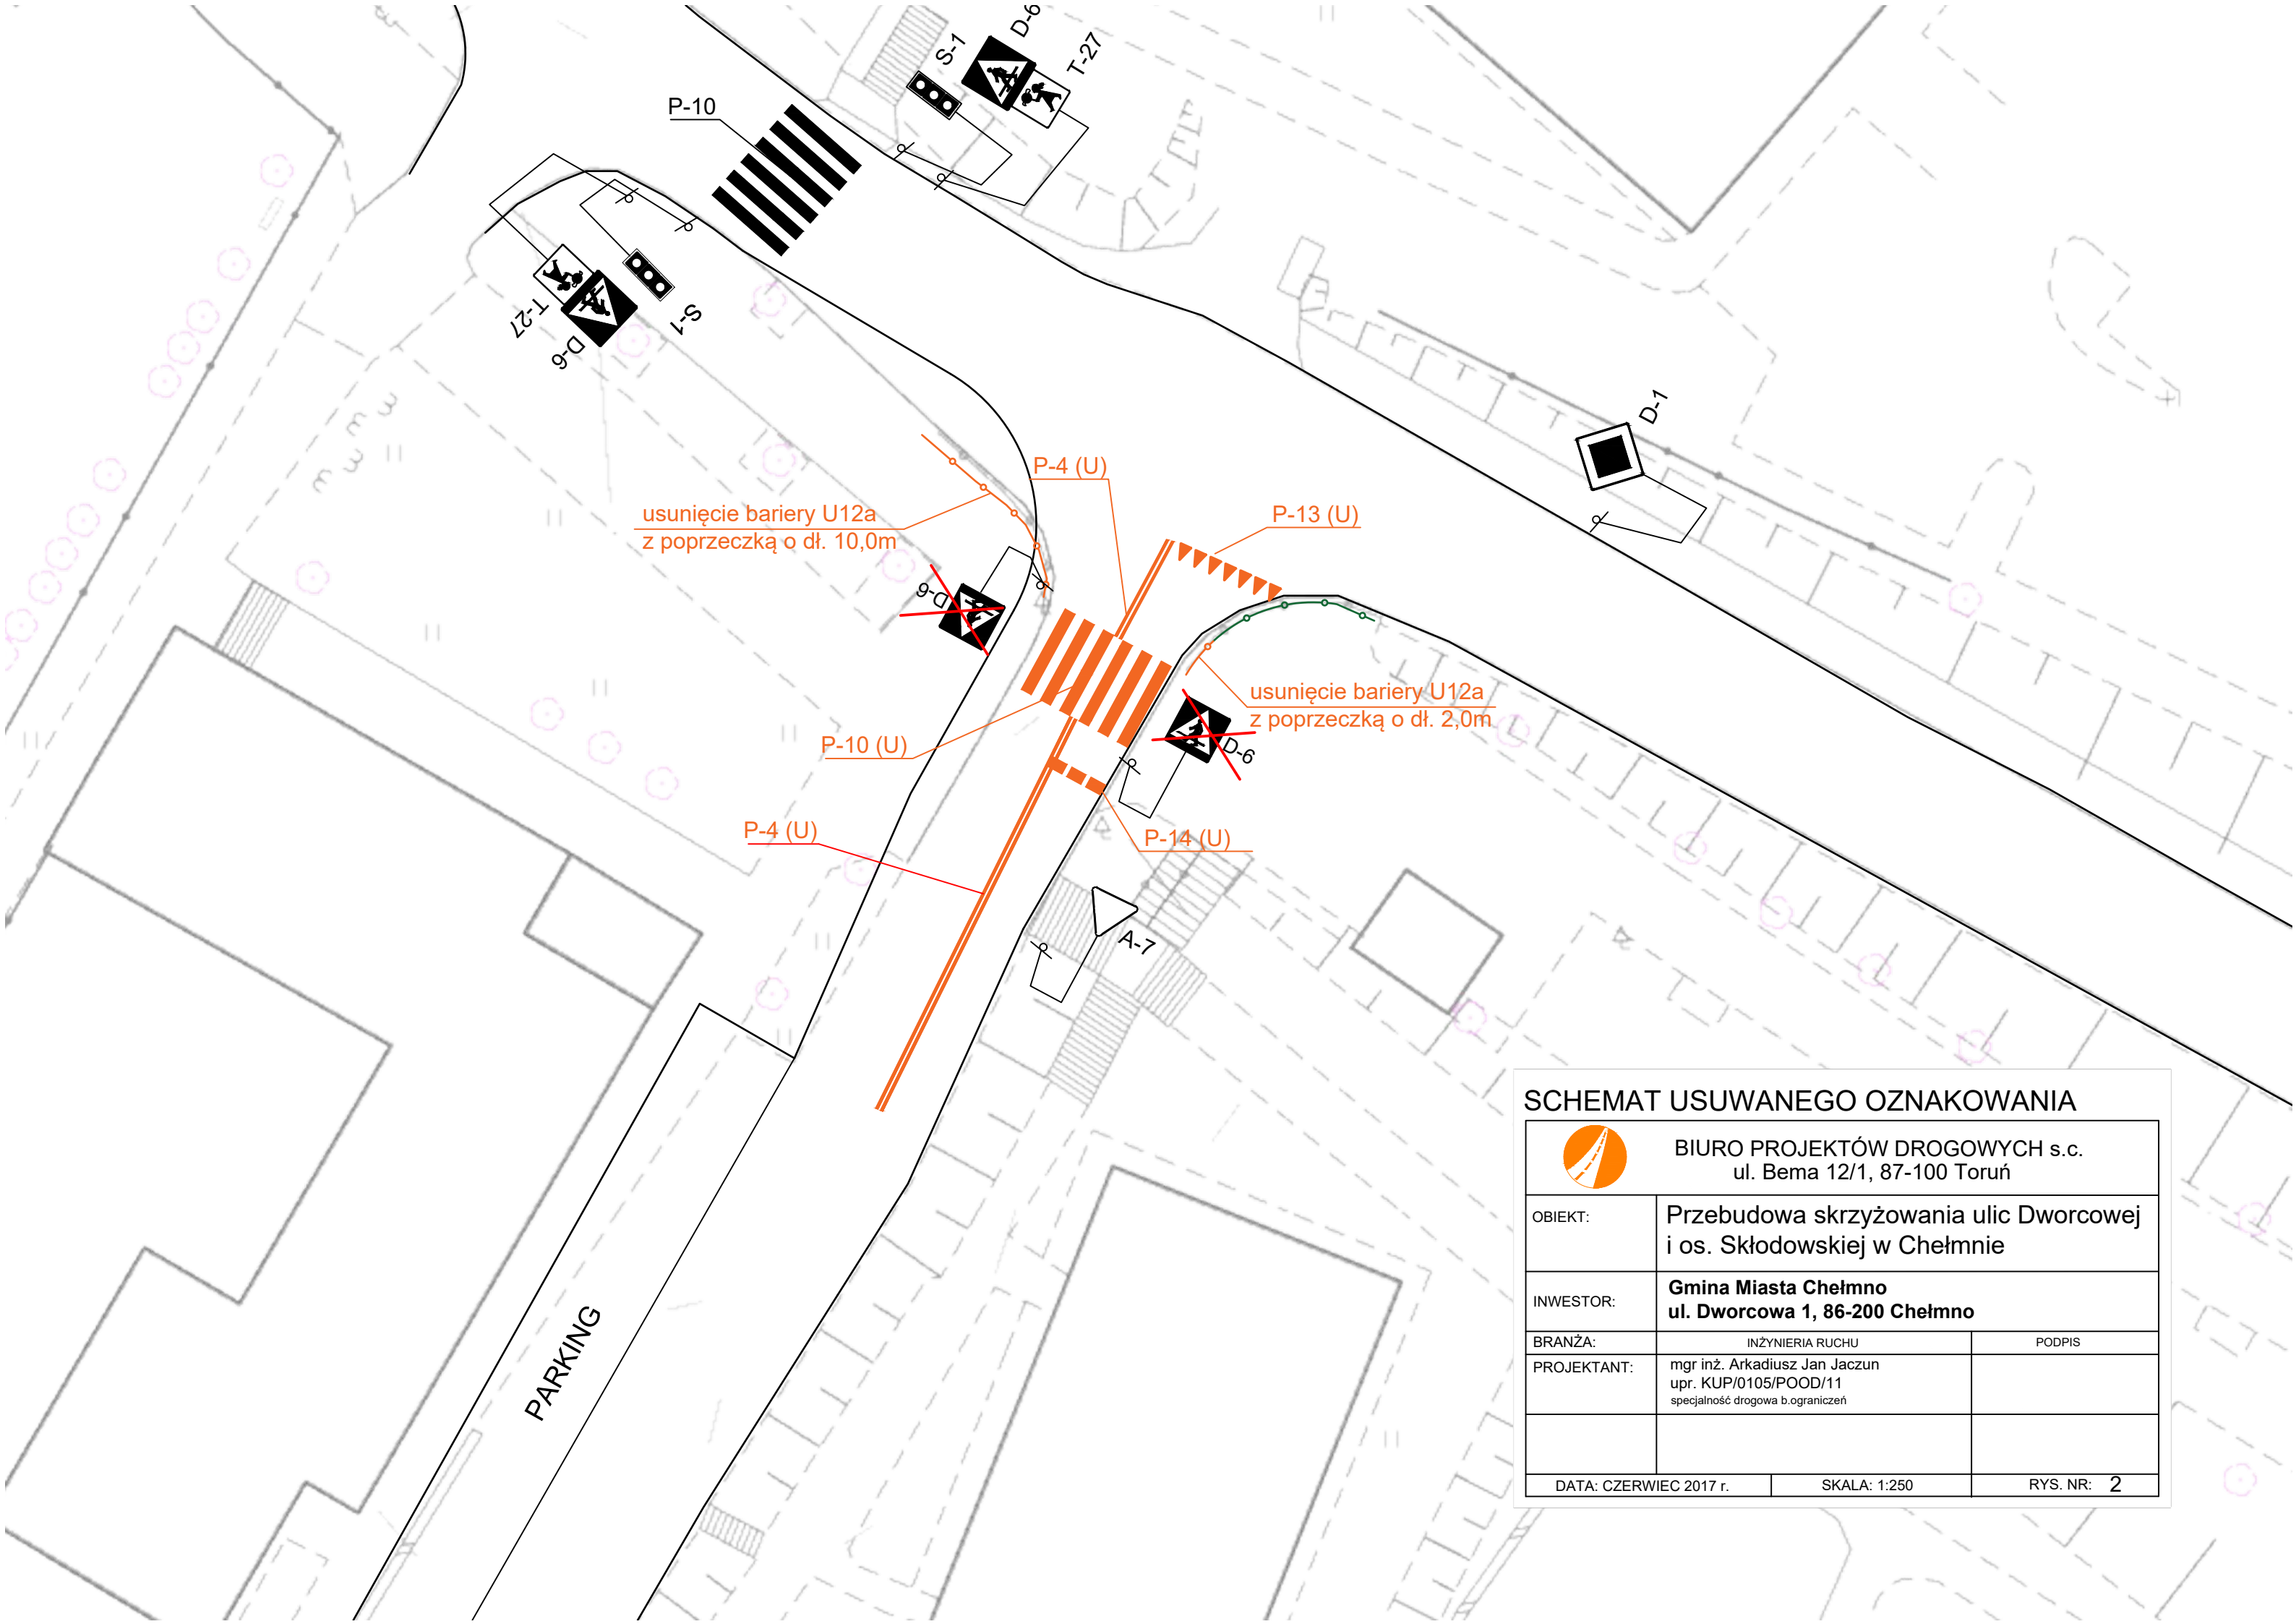 D-6
S-1
T-27
P-10
T-27
S-1
D-6
D-1
P-4 (U)
usunięcie bariery U12a
z poprzeczką o dł. 10,0m
P-13 (U)
D-6
usunięcie bariery U12a
z poprzeczką o dł. 2,0m
P-10 (U)
D-6
P-4 (U)
P-14 (U)
A-7
PARKING
SCHEMAT USUWANEGO OZNAKOWANIA
BIURO PROJEKTÓW DROGOWYCH s.c.
ul. Bema 12/1, 87-100 Toruń
OBIEKT:
Przebudowa skrzyżowania ulic Dworcowej
i os. Skłodowskiej w Chełmnie
INWESTOR:
Gmina Miasta Chełmno
ul. Dworcowa 1, 86-200 Chełmno
BRANŻA:
INŻYNIERIA RUCHU
PODPIS
PROJEKTANT:
mgr inż. Arkadiusz Jan Jaczun
upr. KUP/0105/POOD/11
specjalność drogowa b.ograniczeń
DATA: CZERWIEC 2017 r.
SKALA: 1:250
RYS. NR: 2